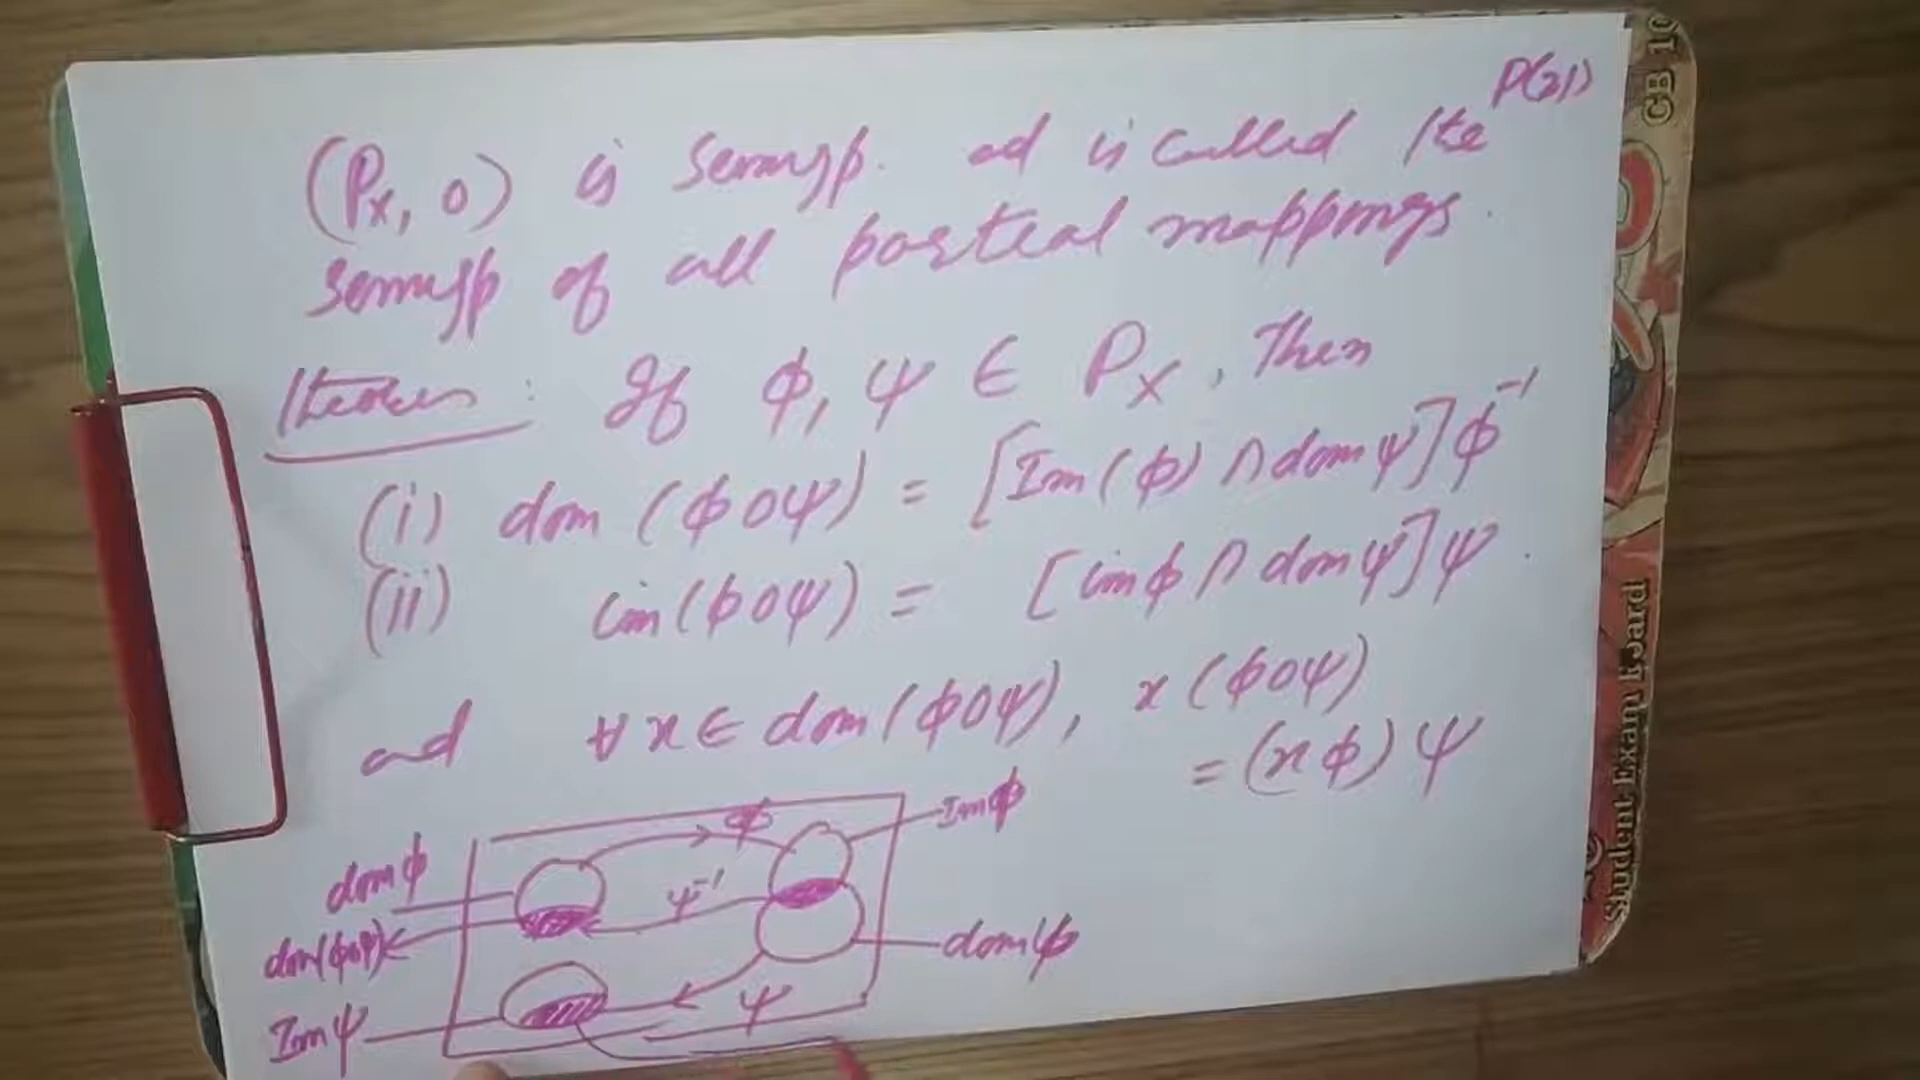 P(21)
(Px, o) is semigp. ad is called the
semigp of all partial mappings.
Theorem : If ϕ, ψ ∈ Px, Then
(i) dom (ϕoψ) = [Im(ϕ) ∩ dom ψ]ϕ⁻¹
(ii) im(ϕoψ) = [imϕ ∩ domψ]ψ
and ∀ x ∈ dom(ϕoψ), x(ϕoψ)
= (xϕ)ψ
ϕ
Imϕ
domϕ
ψ⁻¹
dom(ϕoψ)
domψ
Imψ
ψ
CB 10
Student Exam Board